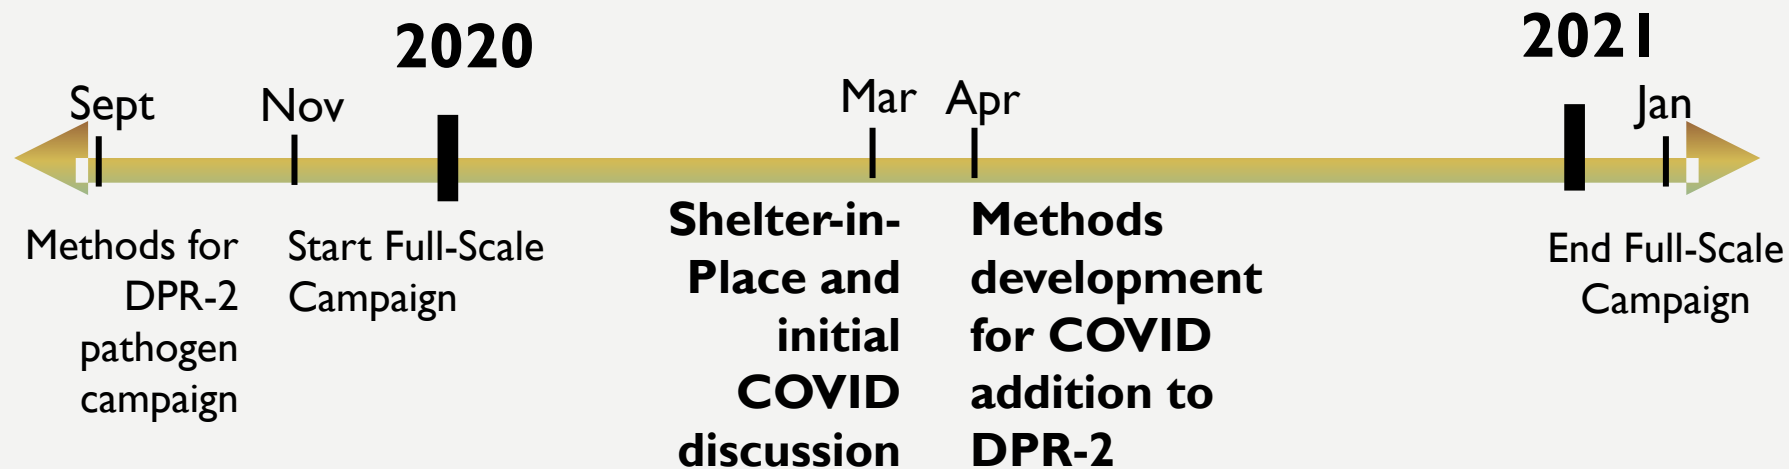 2020
2021
Sept
Nov
Mar
Apr
Jan
Methods for
DPR-2
pathogen
campaign
Start Full-Scale
Campaign
Shelter-in-
Place and
initial
COVID
discussion
Methods
development
for COVID
addition to
DPR-2
End Full-Scale
Campaign